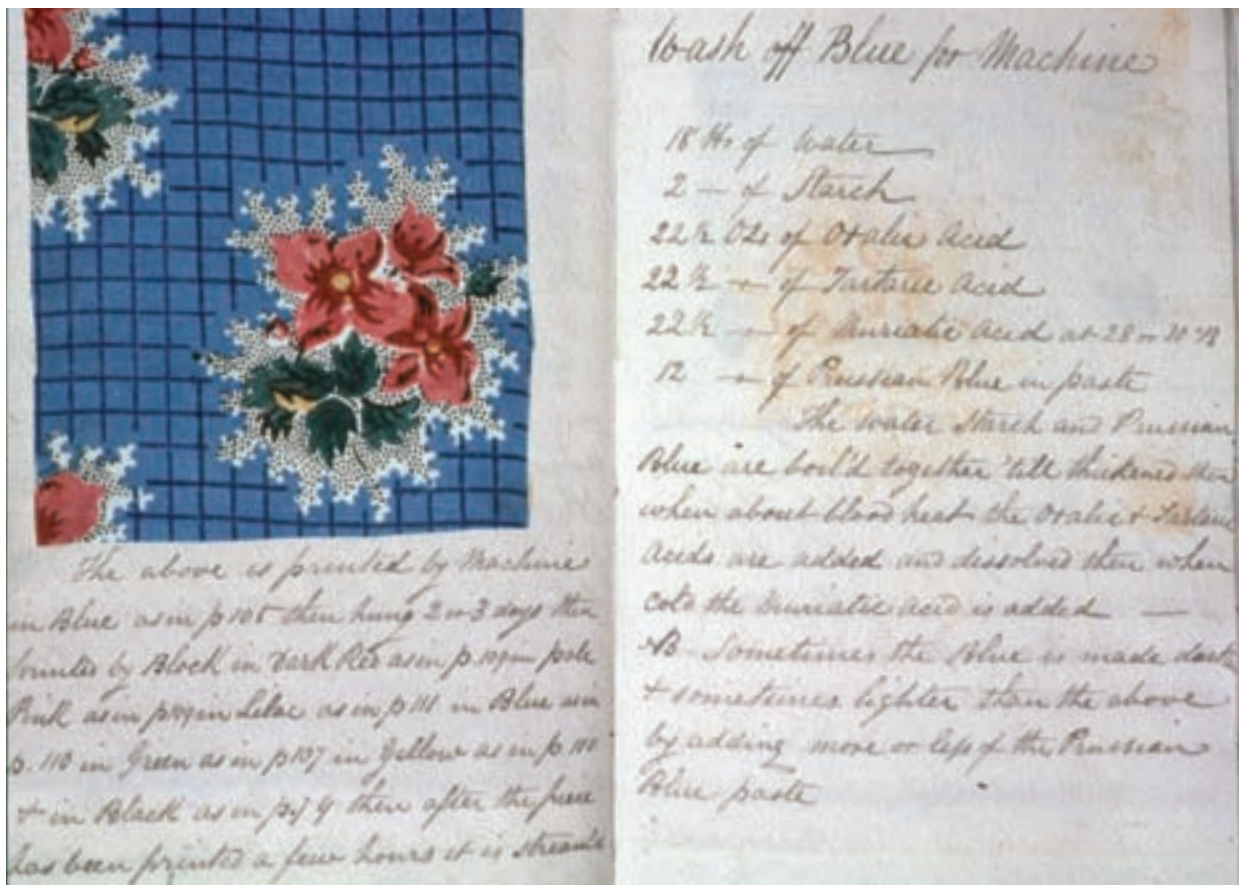 The above is printed by Machine
in Blue as in p 105 then hung 2 or 3 days then
by Block in Dark Red as in p. in pale
Pink as in in Lilac as in p 111 in Blue as in
p. 110 in Green as in p 107 in Yellow as in p. 111
+ in Black as in then after the piece
has been printed a few hours it is
Wash off Blue for Machine
18 lbs of Water
2 — of Starch
22½ Ozs of Oxalic Acid
22½ — of Tartaric Acid
22½ — of Muriatic Acid at 28 or 30
12 — of Prussian Blue in paste
The water Starch and Prussian
Blue are boil'd together 'till thickened then
when about blood heat the Oxalic & Tartaric
Acids are added and dissolved then when
cold the Muriatic acid is added —
NB Sometimes the Blue is made dark
+ sometimes lighter than the above
by adding more or less of the Prussian
Blue paste